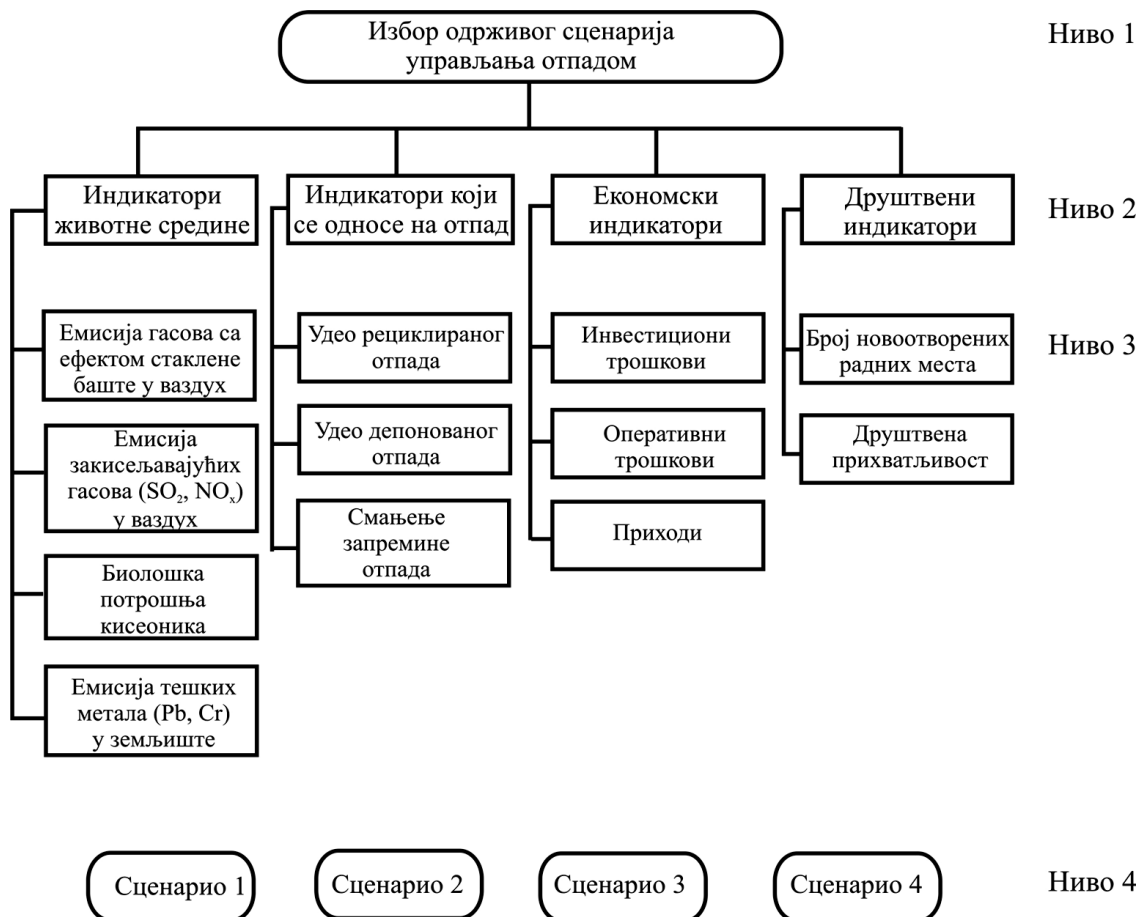 Избор одрживог сценарија
управљања отпадом
Ниво 1
Индикатори
животне средине
Индикатори који
се односе на отпад
Економски
индикатори
Друштвени
индикатори
Ниво 2
Емисија гасова са
ефектом стаклене
баште у ваздух
Удео рециклираног
отпада
Инвестициони
трошкови
Број новоотворених
радних места
Ниво 3
Емисија
закисељавајућих
гасова (SO₂, NOₓ)
у ваздух
Удео депонованог
отпада
Оперативни
трошкови
Друштвена
прихватљивост
Биолошка
потрошња
кисеоника
Смањење
запремине
отпада
Приходи
Емисија тешких
метала (Pb, Cr)
у земљиште
Сценарио 1
Сценарио 2
Сценарио 3
Сценарио 4
Ниво 4